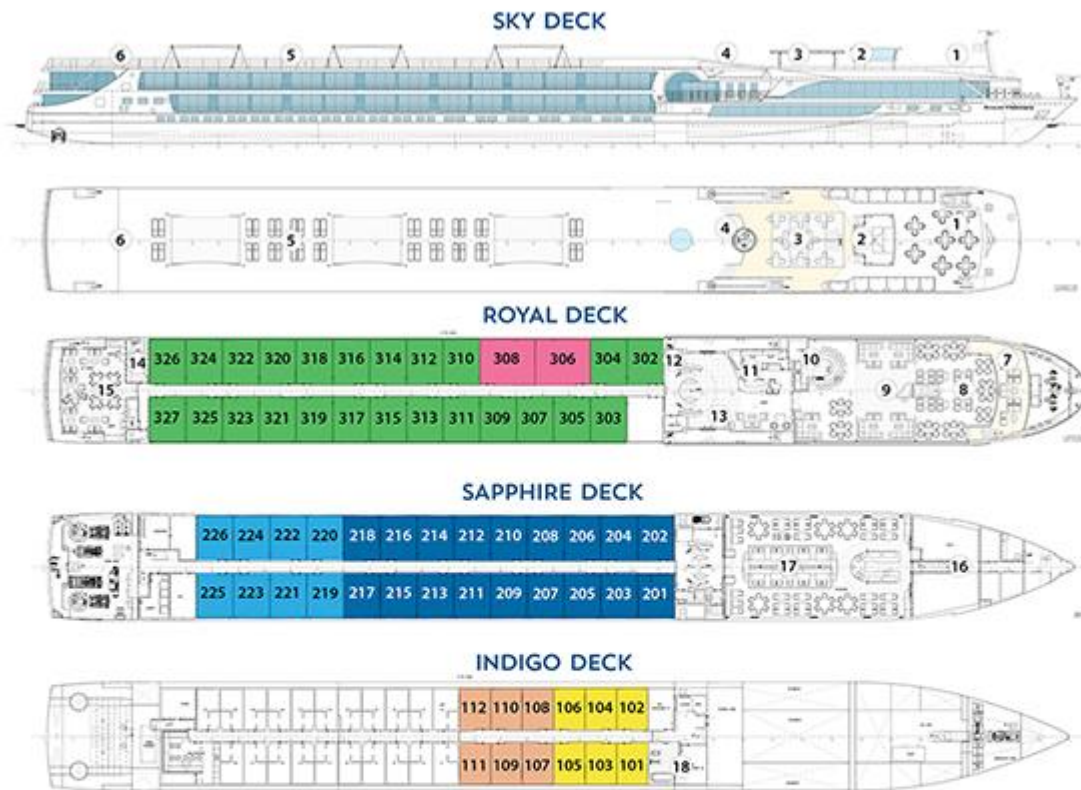 SKY DECK
6 5 4 3 2 1
6 5 4 3 2 1
ROYAL DECK
14 326 324 322 320 318 316 314 312 310 308 306 304 302 12 11 10 7
15 13 9 8
327 325 323 321 319 317 315 313 311 309 307 305 303
SAPPHIRE DECK
226 224 222 220 218 216 214 212 210 208 206 204 202
17 16
225 223 221 219 217 215 213 211 209 207 205 203 201
INDIGO DECK
112 110 108 106 104 102
111 109 107 105 103 101 18